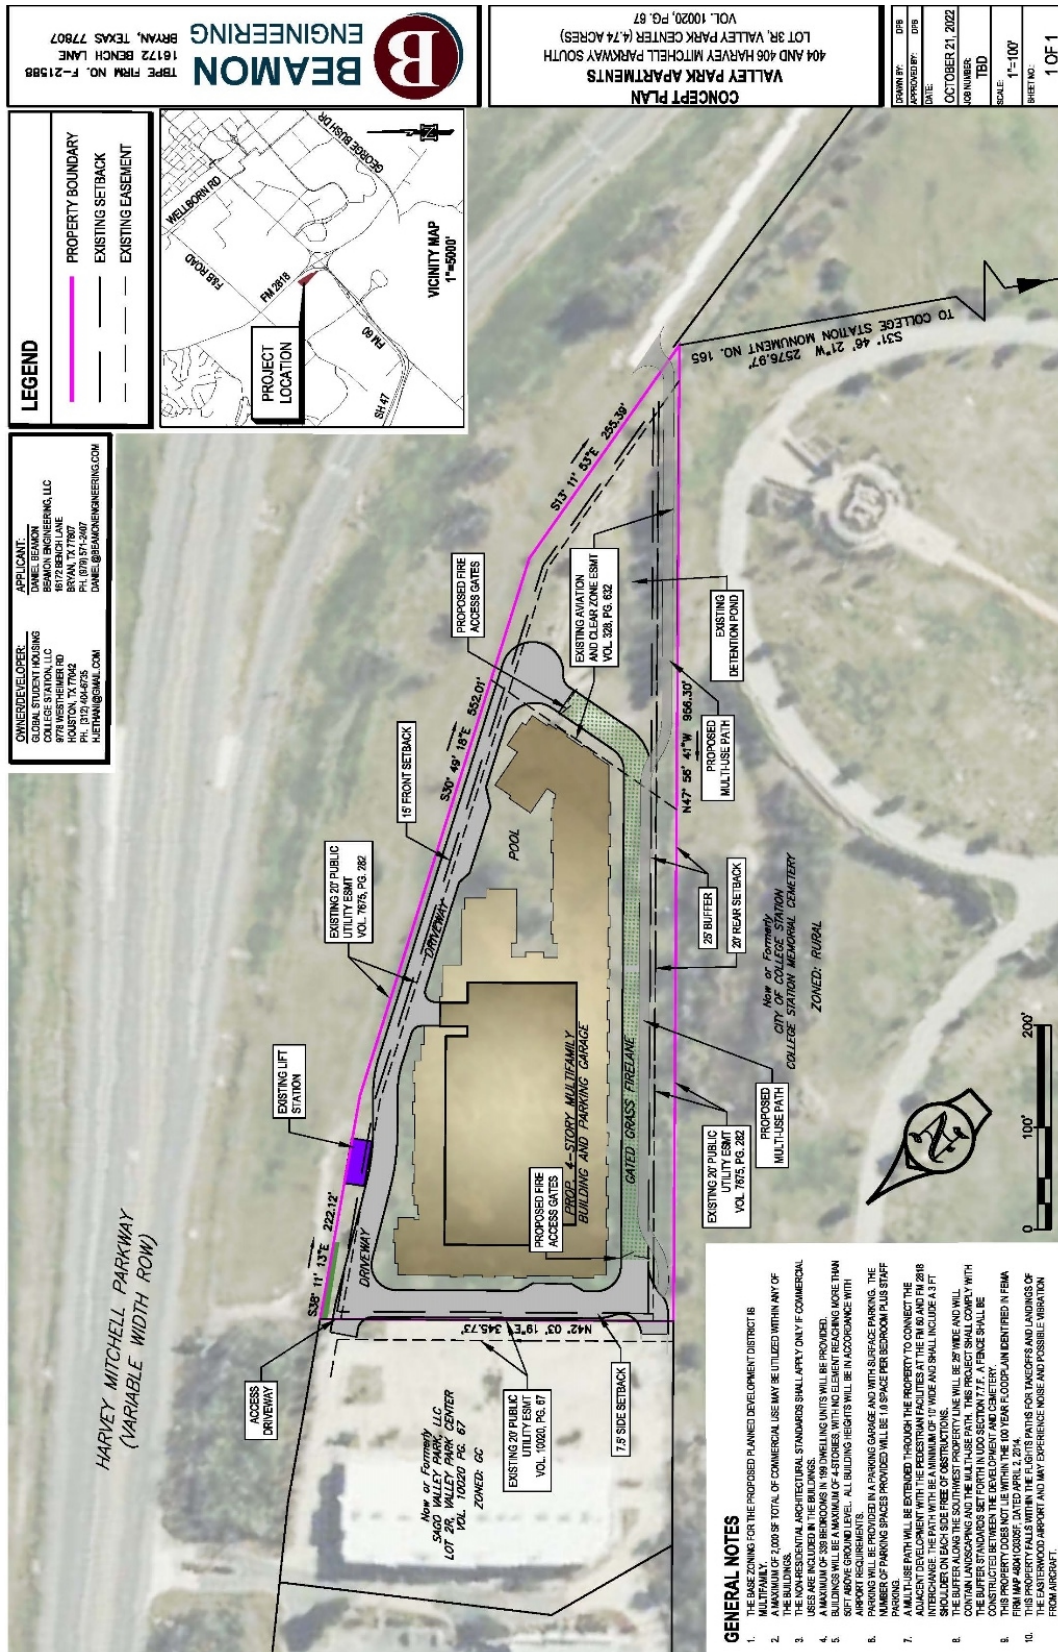 BEAMON
ENGINEERING
TBPE FIRM NO. F-21588
16172 BENCH LANE
BRYAN, TEXAS 77807
B
CONCEPT PLAN
VALLEY PARK APARTMENTS
404 AND 406 HARVEY MITCHELL PARKWAY SOUTH
LOT 3R, VALLEY PARK CENTER (4.74 ACRES)
VOL. 10020, PG. 67
DRAWN BY: DPB
APPROVED BY: DPB
DATE:
OCTOBER 21, 2022
JOB NUMBER:
TBD
SCALE:
1"=100'
SHEET NO.:
1 OF 1
LEGEND
PROPERTY BOUNDARY
EXISTING SETBACK
EXISTING EASEMENT
WELLBORN RD
GEORGE BUSH DR
F&B ROAD
FM 2818
FM 60
SH 47
PROJECT
LOCATION
N
VICINITY MAP
1"=5000'
OWNER/DEVELOPER:
GLOBAL STUDENT HOUSING
COLLEGE STATION, LLC
9778 WESTHEIMER RD
HOUSTON, TX 77042
PH. (312) 404-6735
HJETHANI@GMAIL.COM
APPLICANT:
DANIEL BEAMON
BEAMON ENGINEERING, LLC
16172 BENCH LANE
BRYAN, TX 77807
PH. (979) 571-2407
DANIEL@BEAMONENGINEERING.COM
HARVEY MITCHELL PARKWAY
(VARIABLE WIDTH ROW)
S38° 11' 13"E 222.12'
S30° 49' 18"E 552.01'
S13° 11' 53"E 255.39'
S31° 46' 21"W 2576.97'
TO COLLEGE STATION MONUMENT NO. 165
N47° 56' 41"W 956.30'
N42° 03' 19"E 345.73'
EXISTING LIFT
STATION
EXISTING 20' PUBLIC
UTILITY ESMT
VOL. 7675, PG. 282
15' FRONT SETBACK
PROPOSED FIRE
ACCESS GATES
EXISTING AVIATION
AND CLEAR ZONE ESMT
VOL. 328, PG. 632
EXISTING
DETENTION POND
PROPOSED
MULTI-USE PATH
25' BUFFER
20' REAR SETBACK
DRIVEWAY
DRIVEWAY
POOL
PROP. 4-STORY MULTIFAMILY
BUILDING AND PARKING GARAGE
GATED GRASS FIRELANE
PROPOSED FIRE
ACCESS GATES
ACCESS
DRIVEWAY
Now or Formerly
SAGO VALLEY PARK, LLC
LOT 2R, VALLEY PARK CENTER
VOL. 10020 PG. 67
ZONED: GC
EXISTING 20' PUBLIC
UTILITY ESMT
VOL. 10020, PG. 67
7.5' SIDE SETBACK
EXISTING 20' PUBLIC
UTILITY ESMT
VOL. 7675, PG. 282
PROPOSED
MULTI-USE PATH
Now or Formerly
CITY OF COLLEGE STATION
COLLEGE STATION MEMORIAL CEMETERY
ZONED: RURAL
0 100' 200'
GENERAL NOTES
1. THE BASE ZONING FOR THE PROPOSED PLANNED DEVELOPMENT DISTRICT IS
MULTIFAMILY.
2. A MAXIMUM OF 2,000 SF TOTAL OF COMMERCIAL USE MAY BE UTILIZED WITHIN ANY OF
THE BUILDINGS.
3. THE NON-RESIDENTIAL ARCHITECTURAL STANDARDS SHALL APPLY ONLY IF COMMERCIAL
USES ARE INCLUDED IN THE BUILDINGS.
4. A MAXIMUM OF 339 BEDROOMS IN 199 DWELLING UNITS WILL BE PROVIDED.
5. BUILDINGS WILL BE A MAXIMUM OF 4-STORIES, WITH NO ELEMENT REACHING MORE THAN
50FT ABOVE GROUND LEVEL. ALL BUILDING HEIGHTS WILL BE IN ACCORDANCE WITH
AIRPORT REQUIREMENTS.
6. PARKING WILL BE PROVIDED IN A PARKING GARAGE AND WITH SURFACE PARKING. THE
NUMBER OF PARKING SPACES PROVIDED WILL BE 1.0 SPACE PER BEDROOM PLUS STAFF
PARKING.
7. A MULTI-USE PATH WILL BE EXTENDED THROUGH THE PROPERTY TO CONNECT THE
ADJACENT DEVELOPMENT WITH THE PEDESTRIAN FACILITIES AT THE FM 60 AND FM 2818
INTERCHANGE. THE PATH WITH BE A MINIMUM OF 10' WIDE AND SHALL INCLUDE A 3 FT
SHOULDER ON EACH SIDE FREE OF OBSTRUCTIONS.
8. THE BUFFER ALONG THE SOUTHWEST PROPERTY LINE WILL BE 25' WIDE AND WILL
CONTAIN LANDSCAPING AND THE MULTI-USE PATH. THIS PROJECT SHALL COMPLY WITH
THE BUFFER STANDARDS SET FORTH IN UDO SECTION 7.7.F. A FENCE SHALL BE
CONSTRUCTED BETWEEN THE DEVELOPMENT AND CEMETERY.
9. THIS PROPERTY DOES NOT LIE WITHIN THE 100 YEAR FLOODPLAIN IDENTIFIED IN FEMA
FIRM MAP 48041C0305F, DATED APRIL 2, 2014.
10. THIS PROPERTY FALLS WITHIN THE FLIGHTS PATHS FOR TAKEOFFS AND LANDINGS OF
THE EASTERWOOD AIRPORT AND MAY EXPERIENCE NOISE AND POSSIBLE VIBRATION
FROM AIRCRAFT.